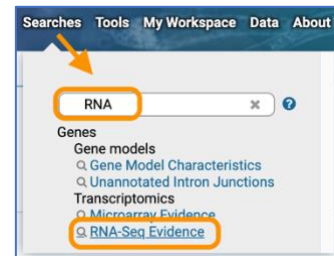 Searches Tools My Workspace Data About
RNA
Genes
Gene models
Gene Model Characteristics
Unannotated Intron Junctions
Transcriptomics
Microarray Evidence
RNA-Seq Evidence